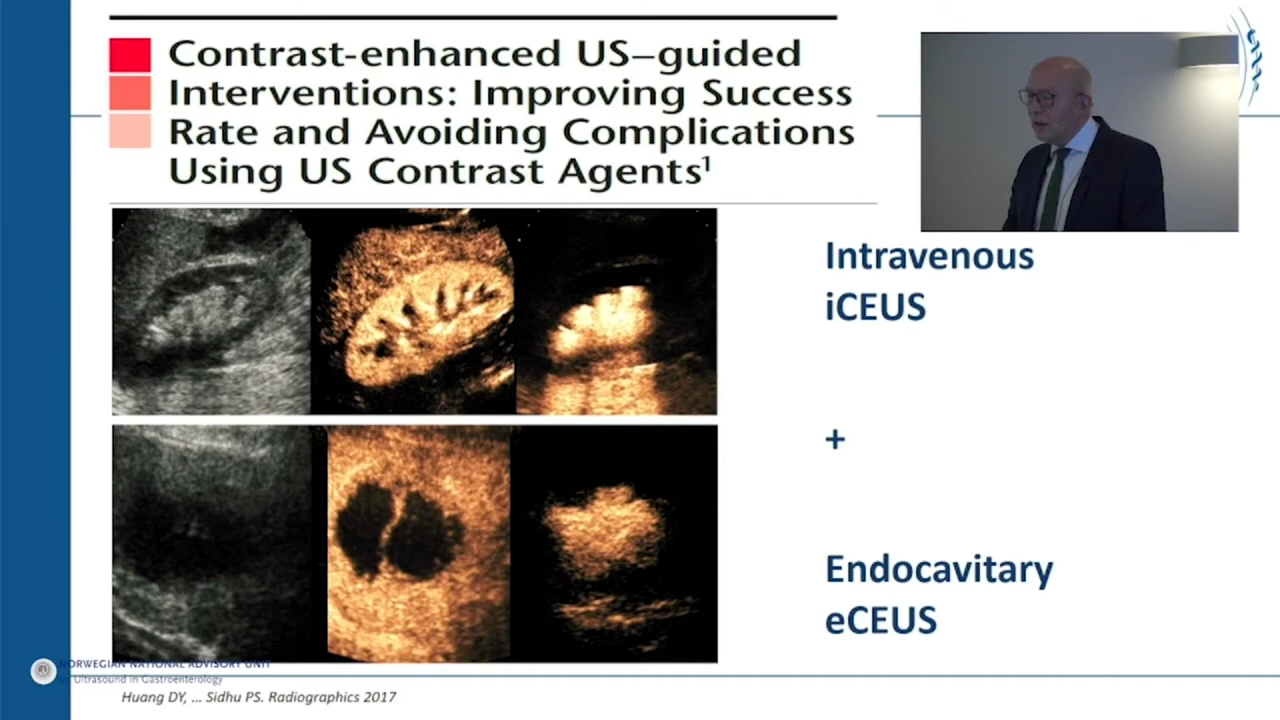 Contrast-enhanced US–guided
Interventions: Improving Success
Rate and Avoiding Complications
Using US Contrast Agents¹
Intravenous
iCEUS
+
Endocavitary
eCEUS
NORWEGIAN NATIONAL ADVISORY UNIT
Ultrasound in Gastroenterology
Huang DY, ... Sidhu PS. Radiographics 2017